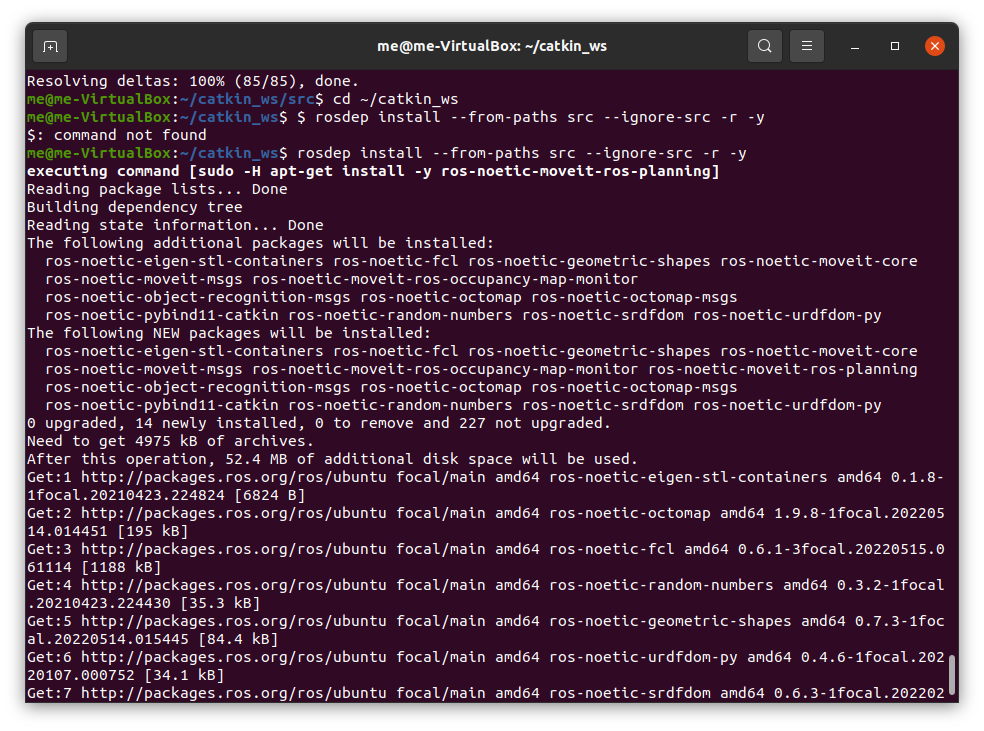 me@me-VirtualBox: ~/catkin_ws
Resolving deltas: 100% (85/85), done.
me@me-VirtualBox:~/catkin_ws/src$ cd ~/catkin_ws
me@me-VirtualBox:~/catkin_ws$ $ rosdep install --from-paths src --ignore-src -r -y
$: command not found
me@me-VirtualBox:~/catkin_ws$ rosdep install --from-paths src --ignore-src -r -y
executing command [sudo -H apt-get install -y ros-noetic-moveit-ros-planning]
Reading package lists... Done
Building dependency tree
Reading state information... Done
The following additional packages will be installed:
  ros-noetic-eigen-stl-containers ros-noetic-fcl ros-noetic-geometric-shapes ros-noetic-moveit-core
  ros-noetic-moveit-msgs ros-noetic-moveit-ros-occupancy-map-monitor
  ros-noetic-object-recognition-msgs ros-noetic-octomap ros-noetic-octomap-msgs
  ros-noetic-pybind11-catkin ros-noetic-random-numbers ros-noetic-srdfdom ros-noetic-urdfdom-py
The following NEW packages will be installed:
  ros-noetic-eigen-stl-containers ros-noetic-fcl ros-noetic-geometric-shapes ros-noetic-moveit-core
  ros-noetic-moveit-msgs ros-noetic-moveit-ros-occupancy-map-monitor ros-noetic-moveit-ros-planning
  ros-noetic-object-recognition-msgs ros-noetic-octomap ros-noetic-octomap-msgs
  ros-noetic-pybind11-catkin ros-noetic-random-numbers ros-noetic-srdfdom ros-noetic-urdfdom-py
0 upgraded, 14 newly installed, 0 to remove and 227 not upgraded.
Need to get 4975 kB of archives.
After this operation, 52.4 MB of additional disk space will be used.
Get:1 http://packages.ros.org/ros/ubuntu focal/main amd64 ros-noetic-eigen-stl-containers amd64 0.1.8-
1focal.20210423.224824 [6824 B]
Get:2 http://packages.ros.org/ros/ubuntu focal/main amd64 ros-noetic-octomap amd64 1.9.8-1focal.202205
14.014451 [195 kB]
Get:3 http://packages.ros.org/ros/ubuntu focal/main amd64 ros-noetic-fcl amd64 0.6.1-3focal.20220515.0
61114 [1188 kB]
Get:4 http://packages.ros.org/ros/ubuntu focal/main amd64 ros-noetic-random-numbers amd64 0.3.2-1focal
.20210423.224430 [35.3 kB]
Get:5 http://packages.ros.org/ros/ubuntu focal/main amd64 ros-noetic-geometric-shapes amd64 0.7.3-1foc
al.20220514.015445 [84.4 kB]
Get:6 http://packages.ros.org/ros/ubuntu focal/main amd64 ros-noetic-urdfdom-py amd64 0.4.6-1focal.202
20107.000752 [34.1 kB]
Get:7 http://packages.ros.org/ros/ubuntu focal/main amd64 ros-noetic-srdfdom amd64 0.6.3-1focal.202202